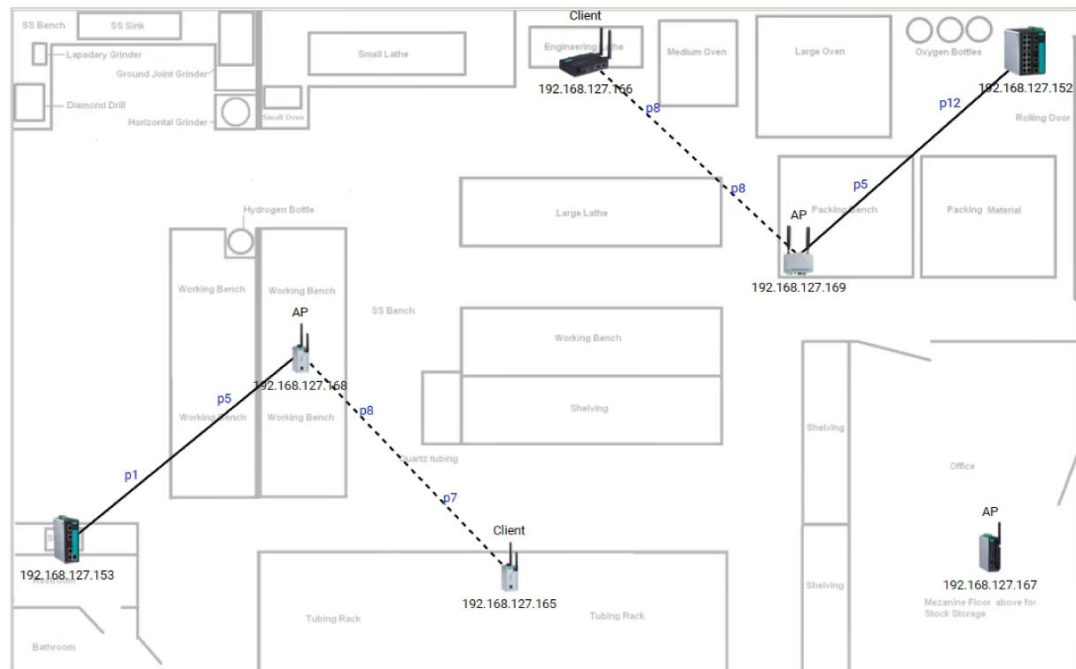 Client
SS Bench
SS Sink
Lapadary Grinder
Ground Joint Grinder
Diamond Drill
Horizontal Grinder
Small Oven
Small Lathe
Engineering Lathe
192.168.127.166
Medium Oven
Large Oven
Oxygen Bottles
192.168.127.152
Rolling Door
p8
p12
p8
p5
Large Lathe
Packing Bench
Packing Material
AP
192.168.127.169
Hydrogen Bottle
Working Bench
Working Bench
SS Bench
AP
192.168.127.168
Working Bench
p5
p8
Working Bench
Working Bench
Shelving
Shelving
Quartz tubing
Office
p1
p7
Client
AP
192.168.127.153
192.168.127.165
192.168.127.167
Shelving
Mezanine Floor above for
Stock Storage
Tubing Rack
Tubing Rack
Bathroom